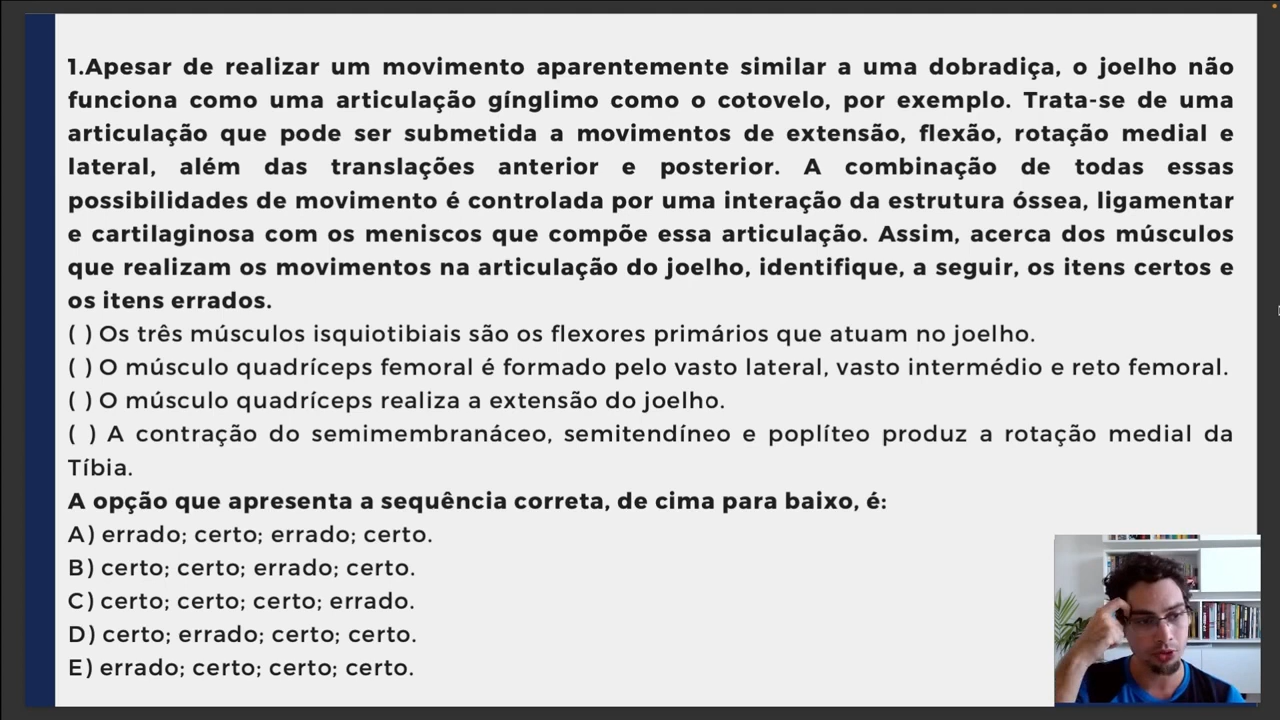 1.Apesar de realizar um movimento aparentemente similar a uma dobradiça, o joelho não
funciona como uma articulação gínglimo como o cotovelo, por exemplo. Trata-se de uma
articulação que pode ser submetida a movimentos de extensão, flexão, rotação medial e
lateral, além das translações anterior e posterior. A combinação de todas essas
possibilidades de movimento é controlada por uma interação da estrutura óssea, ligamentar
e cartilaginosa com os meniscos que compõe essa articulação. Assim, acerca dos músculos
que realizam os movimentos na articulação do joelho, identifique, a seguir, os itens certos e
os itens errados.
( ) Os três músculos isquiotibiais são os flexores primários que atuam no joelho.
( ) O músculo quadríceps femoral é formado pelo vasto lateral, vasto intermédio e reto femoral.
( ) O músculo quadríceps realiza a extensão do joelho.
( ) A contração do semimembranáceo, semitendíneo e poplíteo produz a rotação medial da
Tíbia.
A opção que apresenta a sequência correta, de cima para baixo, é:
A) errado; certo; errado; certo.
B) certo; certo; errado; certo.
C) certo; certo; certo; errado.
D) certo; errado; certo; certo.
E) errado; certo; certo; certo.